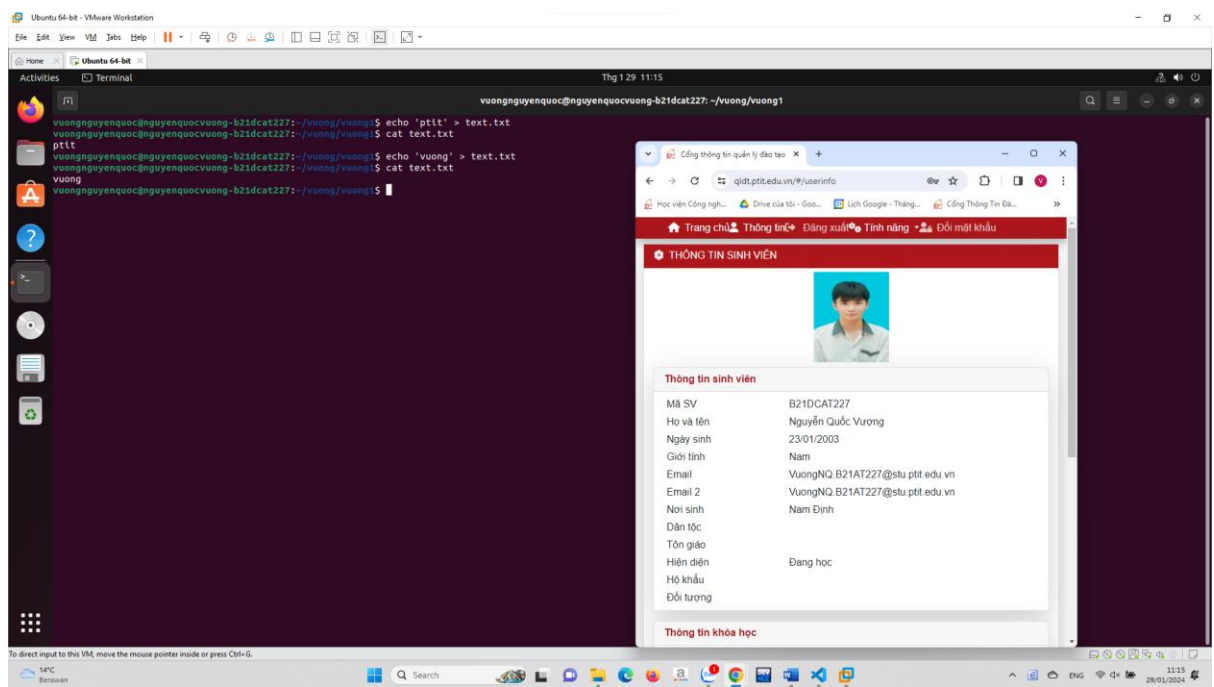 Ubuntu 64-bit - VMware Workstation
File Edit View VM Tabs Help
Home Ubuntu 64-bit
Activities Terminal Thg 1 29 11:15
vuongnguyenquoc@nguyenquocvuong-b21dcat227: ~/vuong/vuong1
vuongnguyenquoc@nguyenquocvuong-b21dcat227:~/vuong/vuong1$ echo 'ptit' > text.txt
vuongnguyenquoc@nguyenquocvuong-b21dcat227:~/vuong/vuong1$ cat text.txt
ptit
vuongnguyenquoc@nguyenquocvuong-b21dcat227:~/vuong/vuong1$ echo 'vuong' > text.txt
vuongnguyenquoc@nguyenquocvuong-b21dcat227:~/vuong/vuong1$ cat text.txt
vuong
vuongnguyenquoc@nguyenquocvuong-b21dcat227:~/vuong/vuong1$
Cổng thông tin quản lý đào tạo
qldt.ptit.edu.vn/#/userinfo
Học viện Công ngh... Drive của tôi - Goo... Lịch Google - Tháng... Cổng Thông Tin Đà... »
Trang chủ Thông tin Đăng xuất Tính năng Đổi mật khẩu
THÔNG TIN SINH VIÊN
Thông tin sinh viên
Mã SV B21DCAT227
Họ và tên Nguyễn Quốc Vượng
Ngày sinh 23/01/2003
Giới tính Nam
Email VuongNQ.B21AT227@stu.ptit.edu.vn
Email 2 VuongNQ.B21AT227@stu.ptit.edu.vn
Nơi sinh Nam Định
Dân tộc
Tôn giáo
Hiện diện Đang học
Hộ khẩu
Đối tượng
Thông tin khóa học
To direct input to this VM, move the mouse pointer inside or press Ctrl+G.
14°C
Berawan
Search
ENG
11:15
29/01/2024